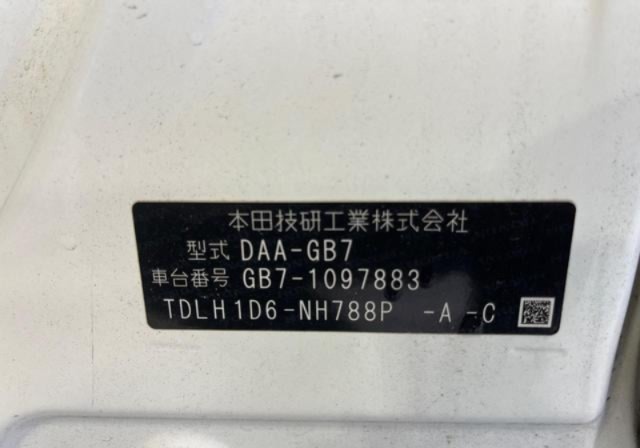 本田技研工業株式会社
型式 DAA-GB7
車台番号 GB7-1097883
TDLH1D6-NH788P -A -C